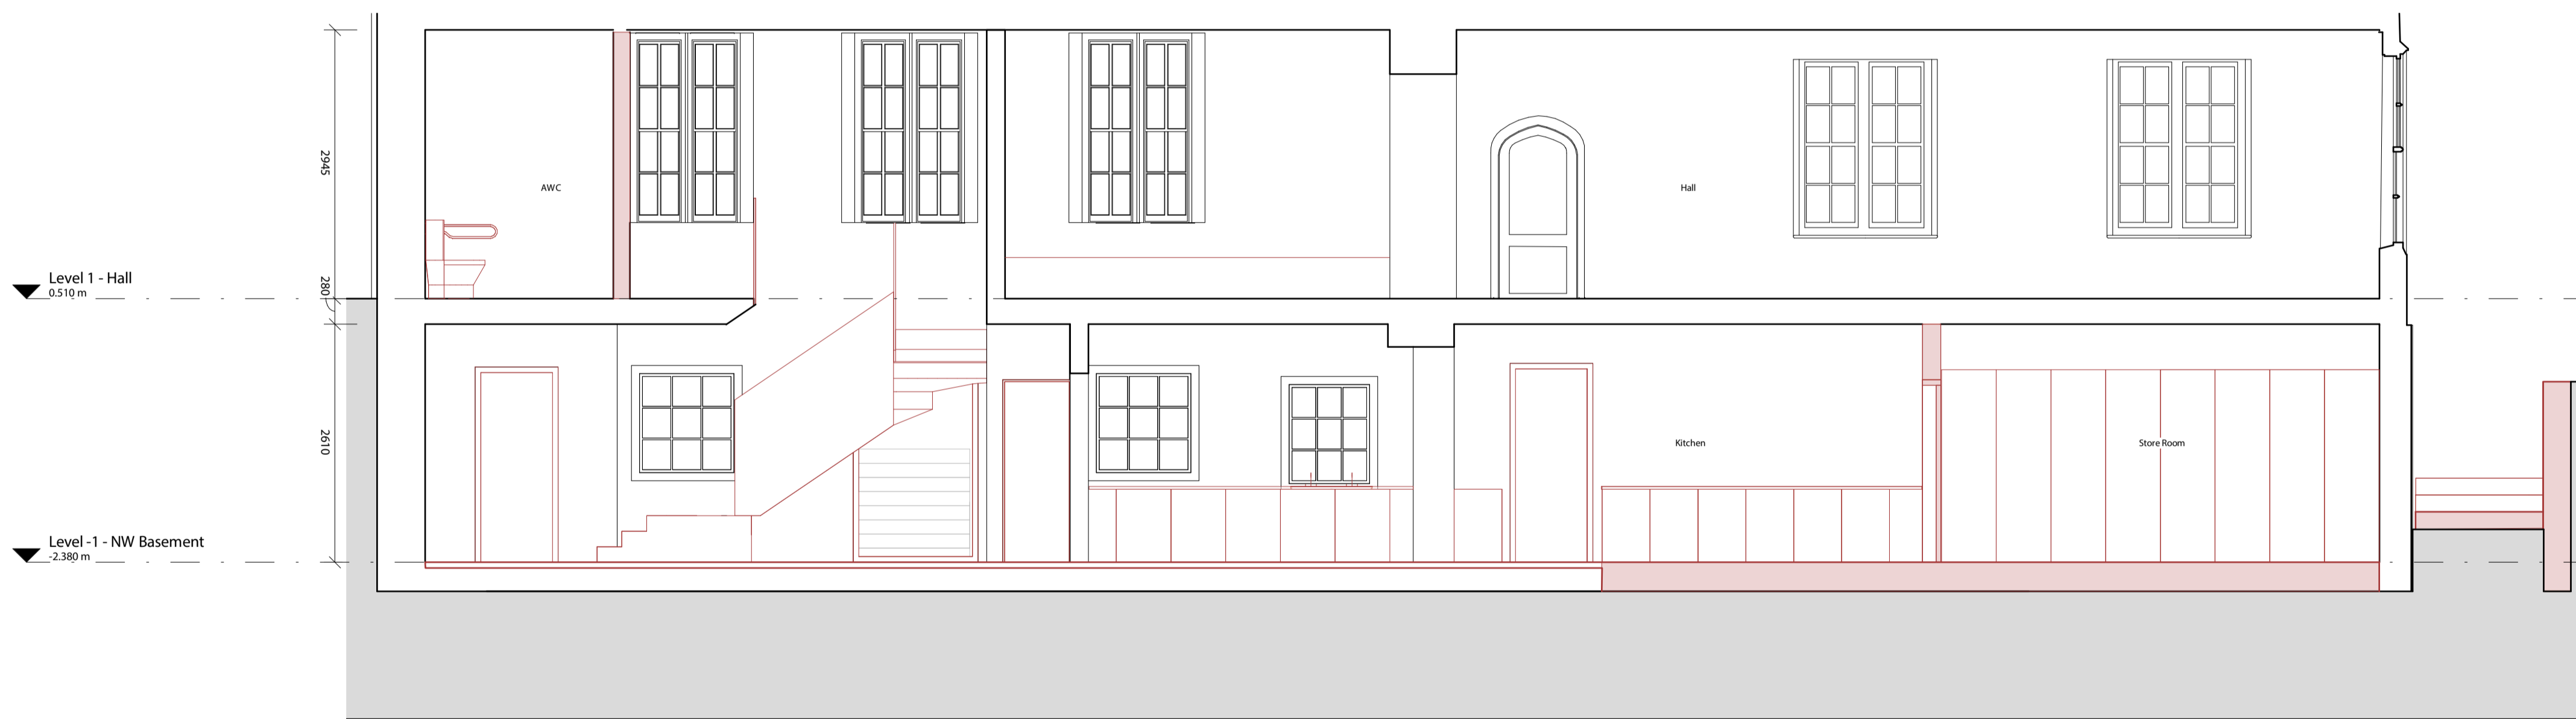 2945
AWC
Hall
Level 1 - Hall
0.510 m
280
2610
Kitchen
Store Room
Level -1 - NW Basement
-2.380 m